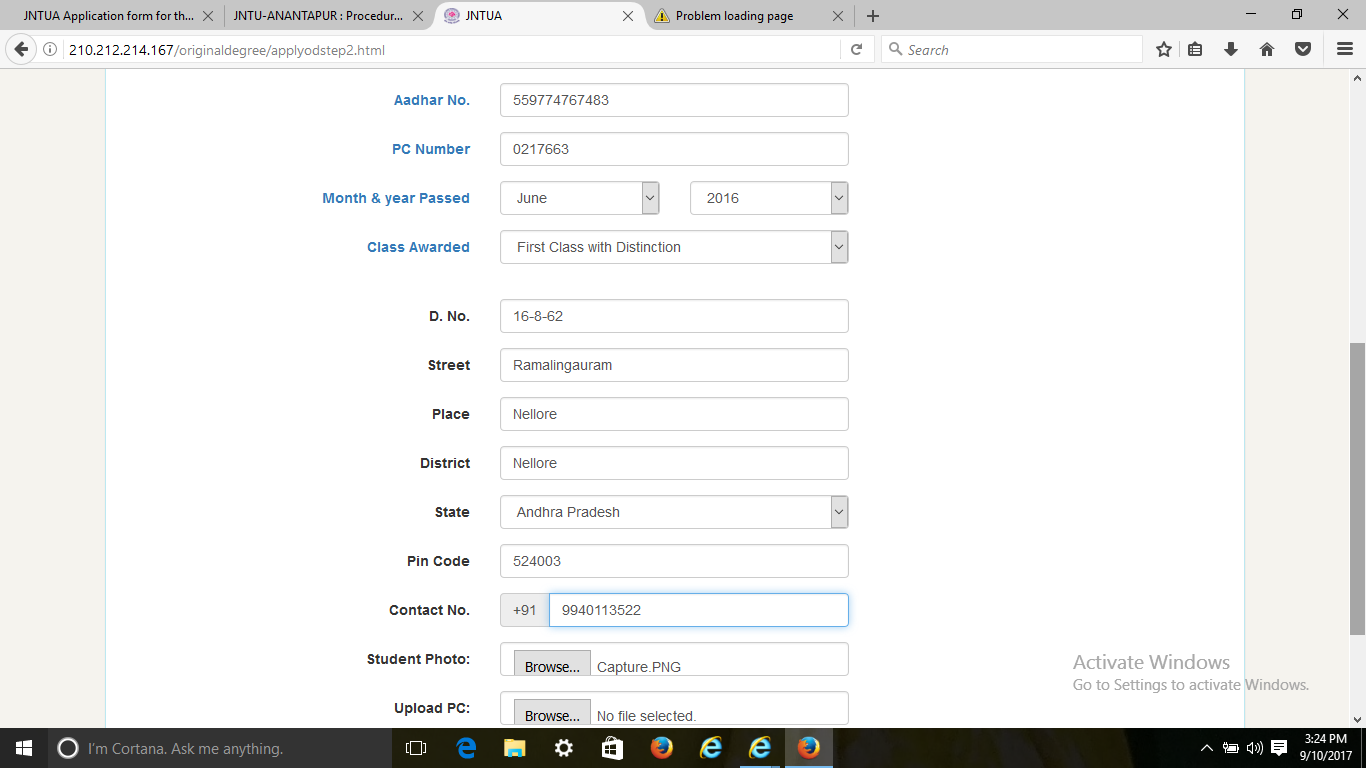 JNTUA Application form for th...
JNTU-ANANTAPUR : Procedur...
JNTUA
Problem loading page
210.212.214.167/originaldegree/applyodstep2.html
Search
Aadhar No. 559774767483
PC Number 0217663
Month & year Passed June 2016
Class Awarded First Class with Distinction
D. No. 16-8-62
Street Ramalingauram
Place Nellore
District Nellore
State Andhra Pradesh
Pin Code 524003
Contact No. +91 9940113522
Student Photo: Browse... Capture.PNG
Upload PC: Browse... No file selected.
Activate Windows
Go to Settings to activate Windows.
I'm Cortana. Ask me anything.
3:24 PM
9/10/2017